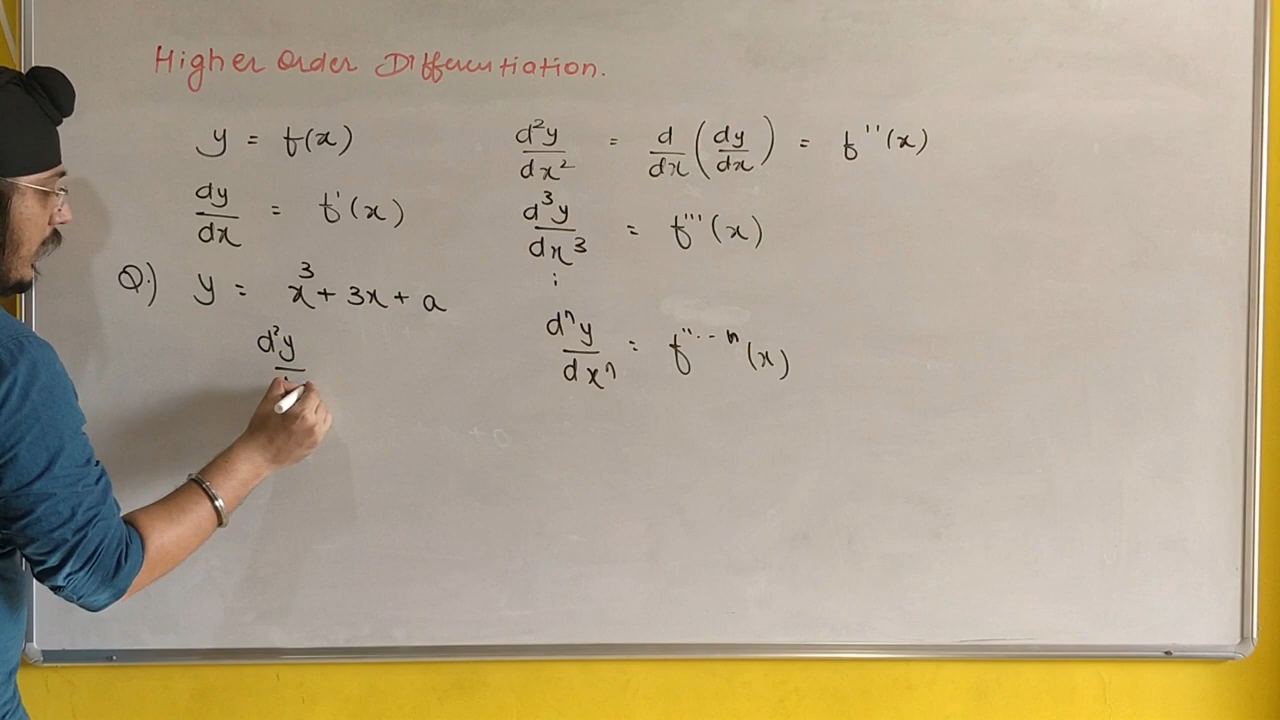 Higher Order Differentiation.
y = f(x)
dy/dx = f'(x)
d²y/dx² = d/dx (dy/dx) = f''(x)
d³y/dx³ = f'''(x)
⋮
dⁿy/dxⁿ = f''...n(x)
Q.) y = x³ + 3x + a
d²y